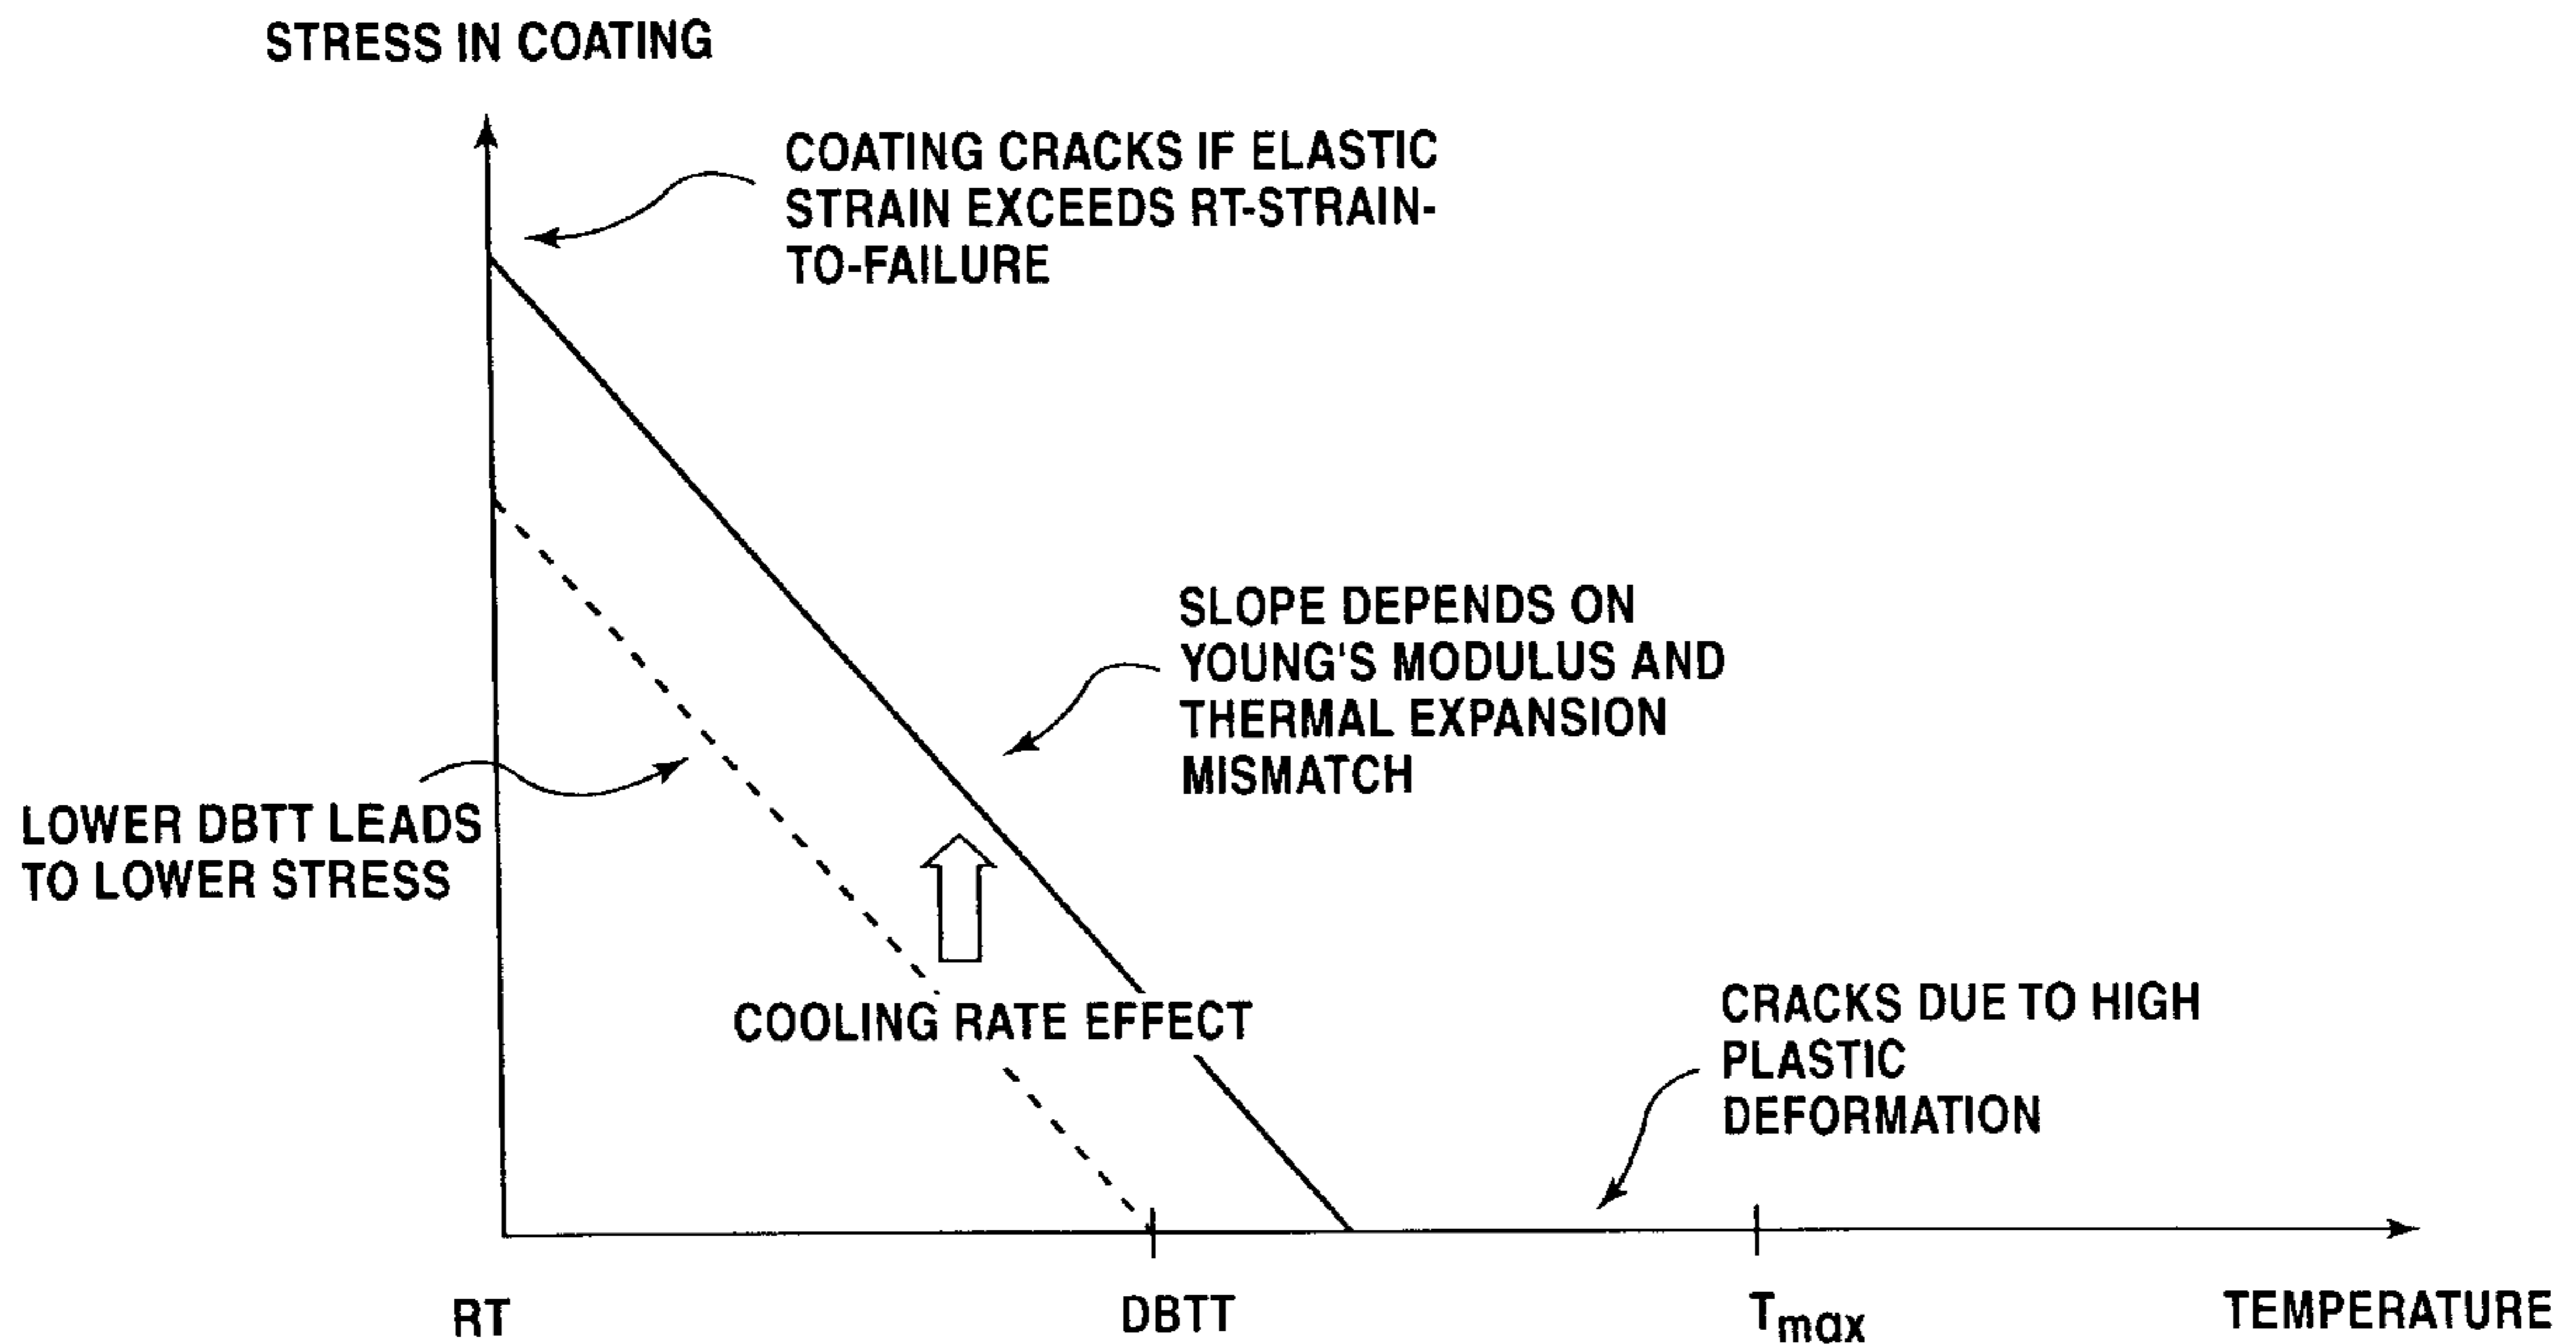 STRESS IN COATING
COATING CRACKS IF ELASTIC
STRAIN EXCEEDS RT-STRAIN-
TO-FAILURE
SLOPE DEPENDS ON
YOUNG'S MODULUS AND
THERMAL EXPANSION
MISMATCH
LOWER DBTT LEADS
TO LOWER STRESS
COOLING RATE EFFECT
CRACKS DUE TO HIGH
PLASTIC
DEFORMATION
RT
DBTT
Tmax
TEMPERATURE